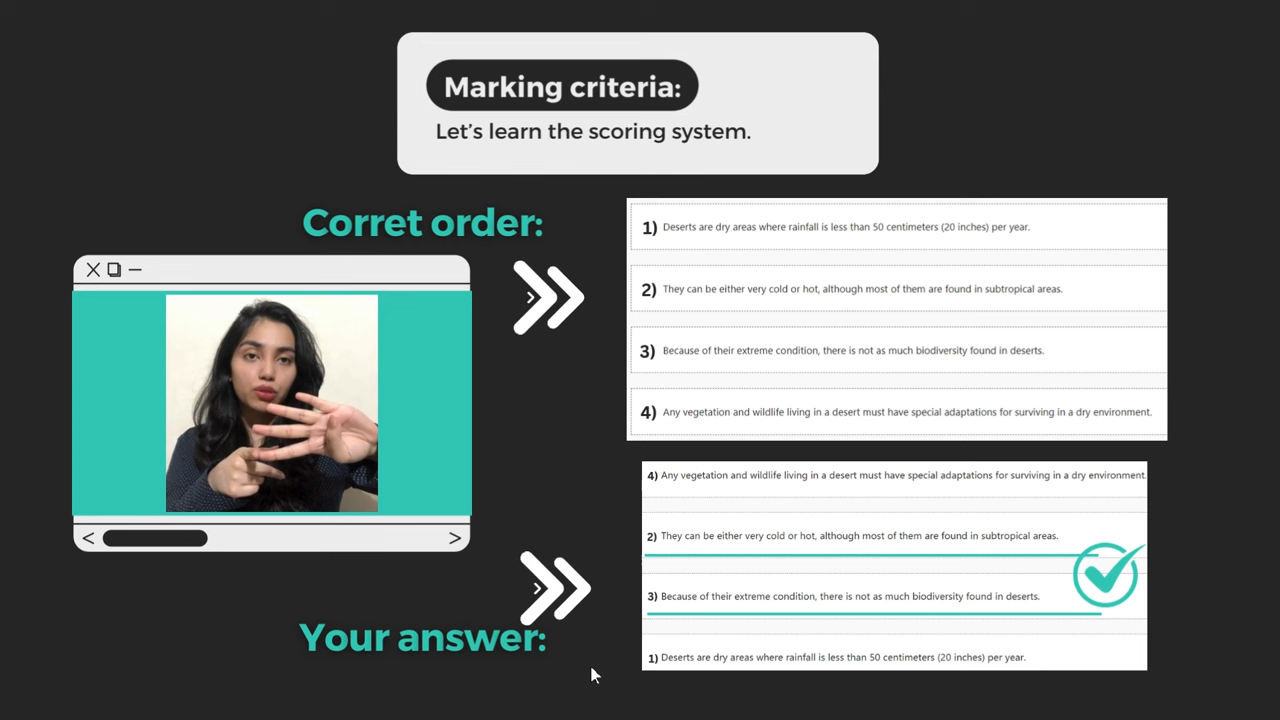 Marking criteria:
Let's learn the scoring system.
Corret order:
1) Deserts are dry areas where rainfall is less than 50 centimeters (20 inches) per year.
2) They can be either very cold or hot, although most of them are found in subtropical areas.
3) Because of their extreme condition, there is not as much biodiversity found in deserts.
4) Any vegetation and wildlife living in a desert must have special adaptations for surviving in a dry environment.
Your answer:
4) Any vegetation and wildlife living in a desert must have special adaptations for surviving in a dry environment.
2) They can be either very cold or hot, although most of them are found in subtropical areas.
3) Because of their extreme condition, there is not as much biodiversity found in deserts.
1) Deserts are dry areas where rainfall is less than 50 centimeters (20 inches) per year.